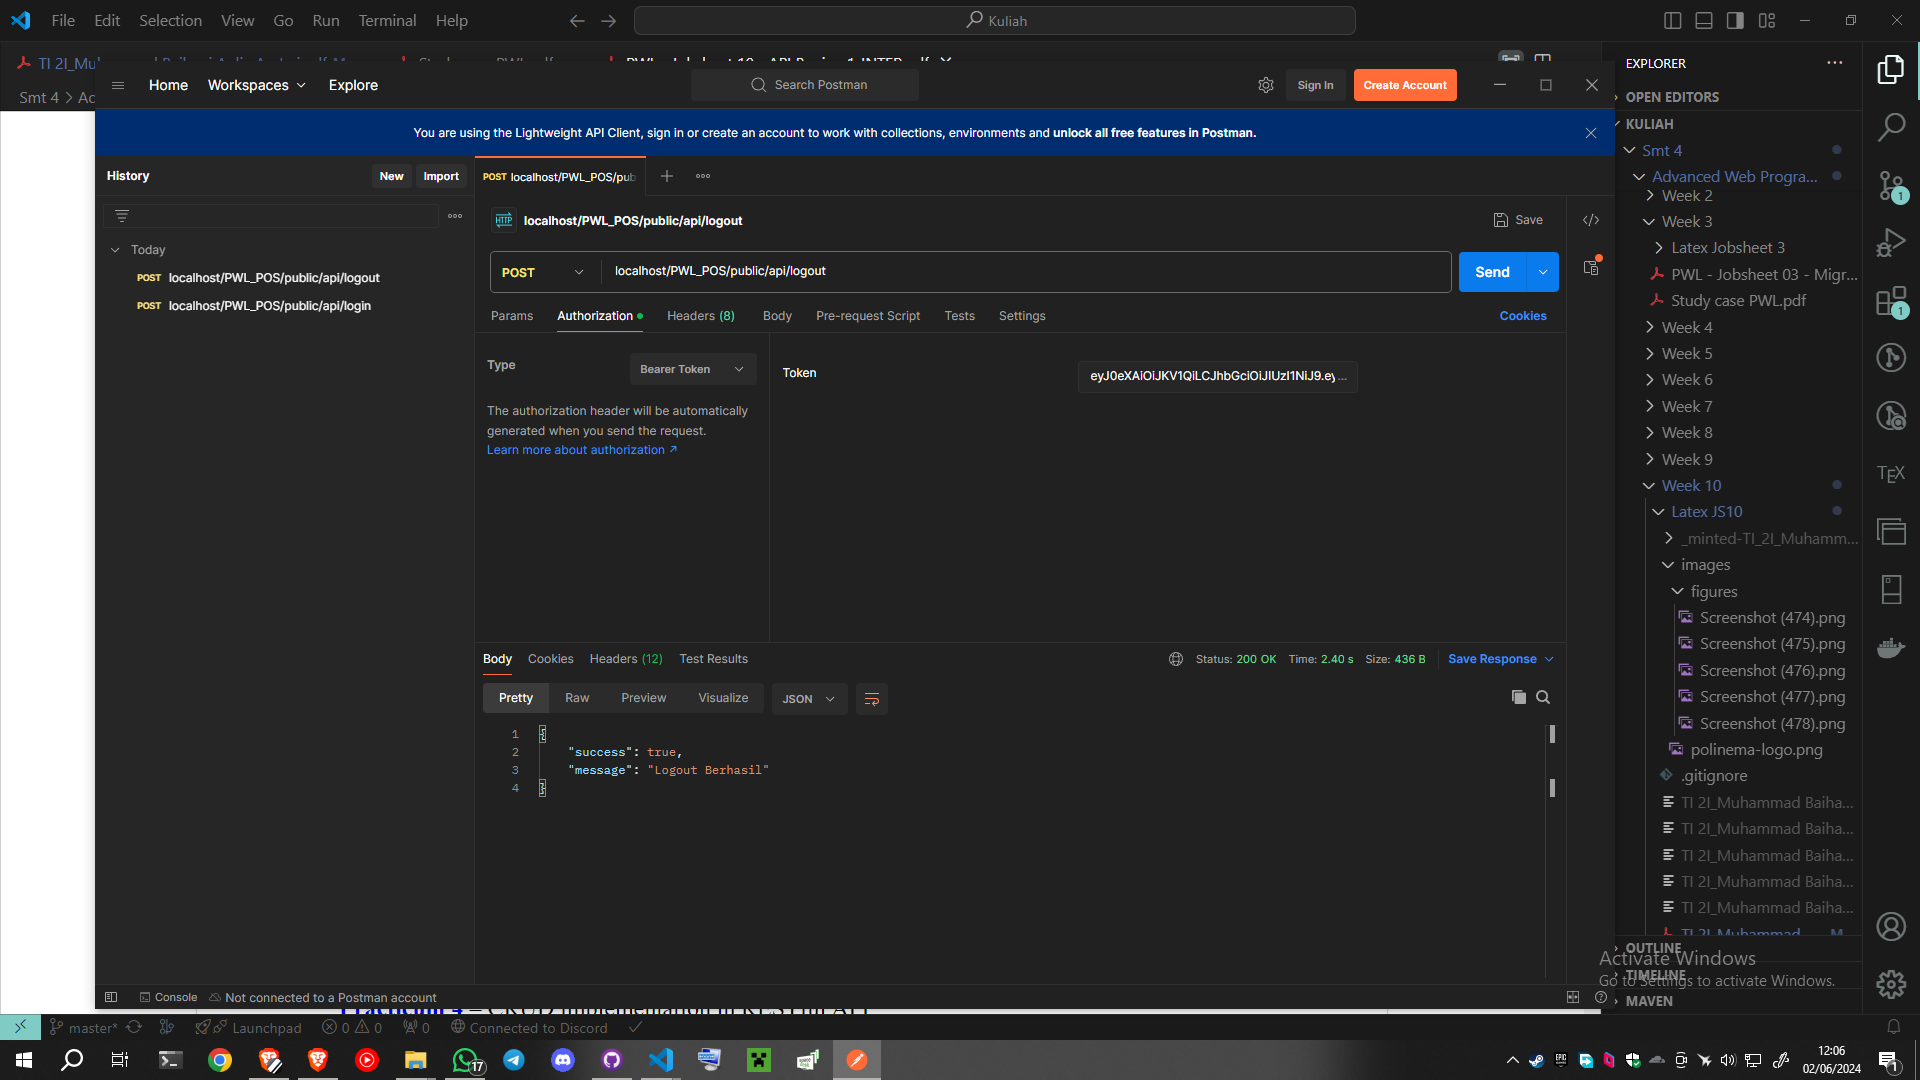 File Edit Selection View Go Run Terminal Help
Kuliah
Smt 4
Home Workspaces Explore
Search Postman
Sign In
Create Account
You are using the Lightweight API Client, sign in or create an account to work with collections, environments and unlock all free features in Postman.
History
New Import
Today
POST localhost/PWL_POS/public/api/logout
POST localhost/PWL_POS/public/api/login
POST localhost/PWL_POS/pub
HTTP localhost/PWL_POS/public/api/logout
Save
POST localhost/PWL_POS/public/api/logout
Send
Params Authorization Headers (8) Body Pre-request Script Tests Settings
Cookies
Type
Bearer Token
The authorization header will be automatically
generated when you send the request.
Learn more about authorization
Token
eyJ0eXAiOiJKV1QiLCJhbGciOiJIUzI1NiJ9.ey...
Body Cookies Headers (12) Test Results
Status: 200 OK Time: 2.40 s Size: 436 B
Save Response
Pretty Raw Preview Visualize JSON
1 {
2 "success": true,
3 "message": "Logout Berhasil"
4 }
Console Not connected to a Postman account
EXPLORER
OPEN EDITORS
KULIAH
Smt 4
Advanced Web Progra...
Week 2
Week 3
Latex Jobsheet 3
PWL - Jobsheet 03 - Migr...
Study case PWL.pdf
Week 4
Week 5
Week 6
Week 7
Week 8
Week 9
Week 10
Latex JS10
_minted-TI_2I_Muhamm...
images
figures
Screenshot (474).png
Screenshot (475).png
Screenshot (476).png
Screenshot (477).png
Screenshot (478).png
polinema-logo.png
.gitignore
TI 2I_Muhammad Baiha...
TI 2I_Muhammad Baiha...
TI 2I_Muhammad Baiha...
TI 2I_Muhammad Baiha...
TI 2I_Muhammad Baiha...
TI 2I_Muhammad M
OUTLINE
TIMELINE
MAVEN
Activate Windows
Go to Settings to activate Windows.
1
1
TEX
master* Launchpad 0 0 0 Connected to Discord
17
EPIC
12:06
02/06/2024
1